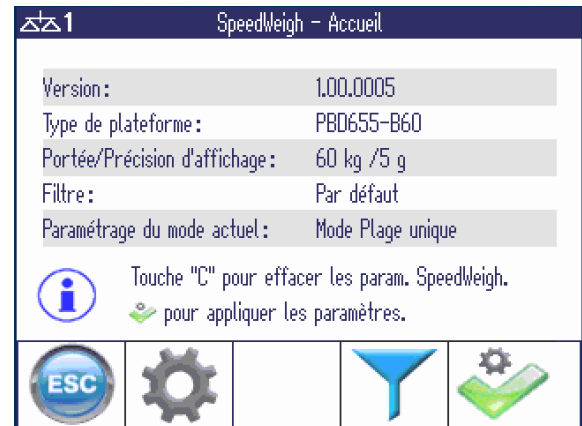 1 SpeedWeigh - Accueil
Version : 1.00.0005
Type de plateforme : PBD655-B60
Portée/Précision d'affichage : 60 kg /5 g
Filtre : Par défaut
Paramétrage du mode actuel : Mode Plage unique
Touche "C" pour effacer les param. SpeedWeigh.
pour appliquer les paramètres.
ESC